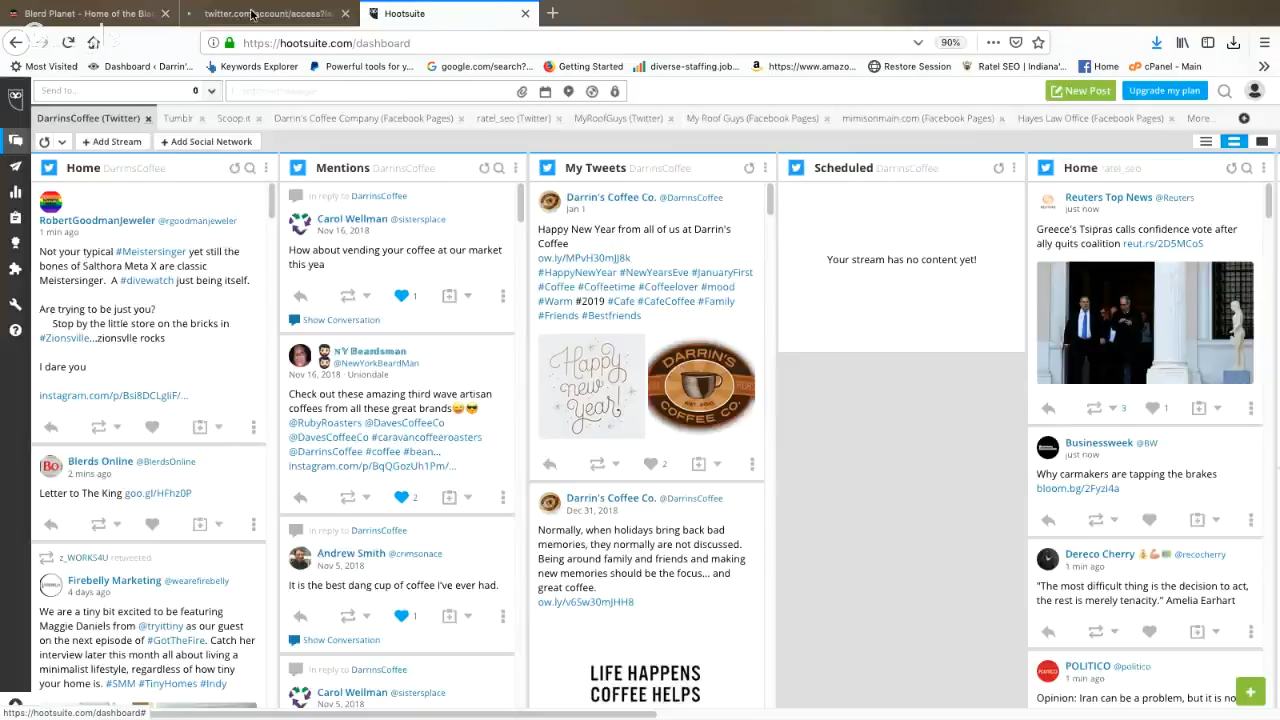 Blerd Planet - Home of the Ble
twitter.com/account/access?is
Hootsuite
https://hootsuite.com/dashboard
90%
Most Visited
Dashboard ‹ Darrin'...
Keywords Explorer
Powerful tools for y...
google.com/search?...
Getting Started
diverse-staffing.job...
https://www.amazo...
Restore Session
Ratel SEO | Indiana'...
Home
cPanel - Main
Send to...
0
New Post
Upgrade my plan
DarrinsCoffee (Twitter)
Tumblr
Scoop.it
Darrin's Coffee Company (Facebook Pages)
ratel_seo (Twitter)
MyRoofGuys (Twitter)
My Roof Guys (Facebook Pages)
mimisonmain.com (Facebook Pages)
Hayes Law Office (Facebook Pages)
More...
Add Stream
Add Social Network
Home DarrinsCoffee
RobertGoodmanJeweler @rgoodmanjeweler
1 min ago
Not your typical #Meistersinger yet still the
bones of Salthora Meta X are classic
Meistersinger. A #divewatch just being itself.
Are trying to be just you?
Stop by the little store on the bricks in
#Zionsville...zionsvlle rocks
I dare you
instagram.com/p/Bsi8DCLgIiF/...
Blerds Online @BlerdsOnline
2 mins ago
Letter to The King goo.gl/HFhz0P
z_WORKS4U retweeted
Firebelly Marketing @wearefirebelly
4 days ago
We are a tiny bit excited to be featuring
Maggie Daniels from @tryittiny as our guest
on the next episode of #GotTheFire. Catch her
interview later this month all about living a
minimalist lifestyle, regardless of how tiny
your home is. #SMM #TinyHomes #Indy
https://hootsuite.com/dashboard#
Mentions DarrinsCoffee
In reply to DarrinsCoffee
Carol Wellman @sistersplace
Nov 16, 2018
How about vending your coffee at our market
this yea
1
Show Conversation
NY Beardsman
@NewYorkBeardMan
Nov 16, 2018 · Uniondale
Check out these amazing third wave artisan
coffees from all these great brands
@RubyRoasters @DavesCoffeeCo
@DavesCoffeeCo #caravancoffeeroasters
@DarrinsCoffee #coffee #bean...
instagram.com/p/BqQGozUh1Pm/...
2
In reply to DarrinsCoffee
Andrew Smith @crimsonace
Nov 5, 2018
It is the best dang cup of coffee I've ever had.
1
Show Conversation
In reply to DarrinsCoffee
Carol Wellman @sistersplace
Nov 5, 2018
My Tweets DarrinsCoffee
Darrin's Coffee Co. @DarrinsCoffee
Jan 1
Happy New Year from all of us at Darrin's
Coffee
ow.ly/MPvH30mJJ8k
#HappyNewYear #NewYearsEve #JanuaryFirst
#Coffee #Coffeetime #Coffeelover #mood
#Warm #2019 #Cafe #CafeCoffee #Family
#Friends #Bestfriends
Happy
new
Year!
DARRIN'S
COFFEE CO.
2
Darrin's Coffee Co. @DarrinsCoffee
Dec 31, 2018
Normally, when holidays bring back bad
memories, they normally are not discussed.
Being around family and friends and making
new memories should be the focus... and
great coffee.
ow.ly/v6Sw30mJHH8
LIFE HAPPENS
COFFEE HELPS
Scheduled DarrinsCoffee
Your stream has no content yet!
Home ratel_seo
Reuters Top News @Reuters
just now
Greece's Tsipras calls confidence vote after
ally quits coalition reut.rs/2D5MCoS
3
1
Businessweek @BW
just now
Why carmakers are tapping the brakes
bloom.bg/2Fyzi4a
Dereco Cherry @recocherry
1 min ago
"The most difficult thing is the decision to act,
the rest is merely tenacity." Amelia Earhart
POLITICO @politico
1 min ago
Opinion: Iran can be a problem, but it is no